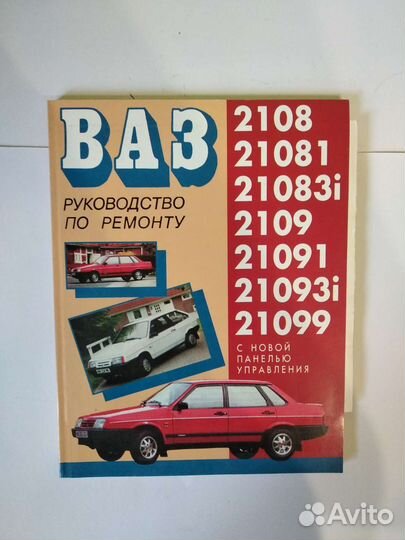 ВАЗ
РУКОВОДСТВО
ПО РЕМОНТУ
2108
21081
21083i
2109
21091
21093i
21099
С НОВОЙ
ПАНЕЛЬЮ
УПРАВЛЕНИЯ
Avito